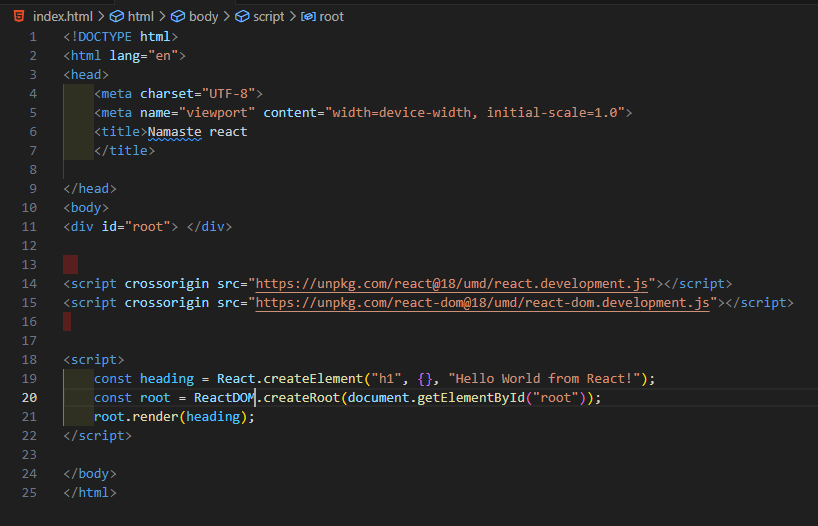 index.html > html > body > script > root
1 <!DOCTYPE html>
2 <html lang="en">
3 <head>
4 <meta charset="UTF-8">
5 <meta name="viewport" content="width=device-width, initial-scale=1.0">
6 <title>Namaste react
7 </title>
8
9 </head>
10 <body>
11 <div id="root"> </div>
12
13
14 <script crossorigin src="https://unpkg.com/react@18/umd/react.development.js"></script>
15 <script crossorigin src="https://unpkg.com/react-dom@18/umd/react-dom.development.js"></script>
16
17
18 <script>
19 const heading = React.createElement("h1", {}, "Hello World from React!");
20 const root = ReactDOM.createRoot(document.getElementById("root"));
21 root.render(heading);
22 </script>
23
24 </body>
25 </html>